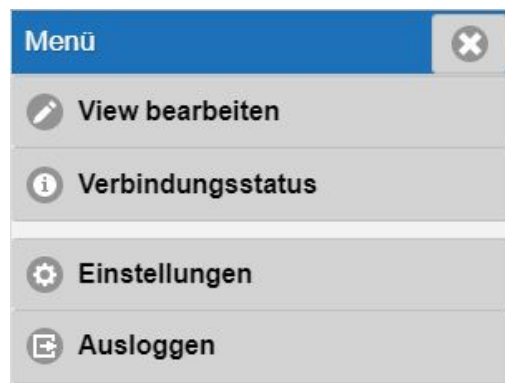 Menü
View bearbeiten
Verbindungsstatus
Einstellungen
Ausloggen